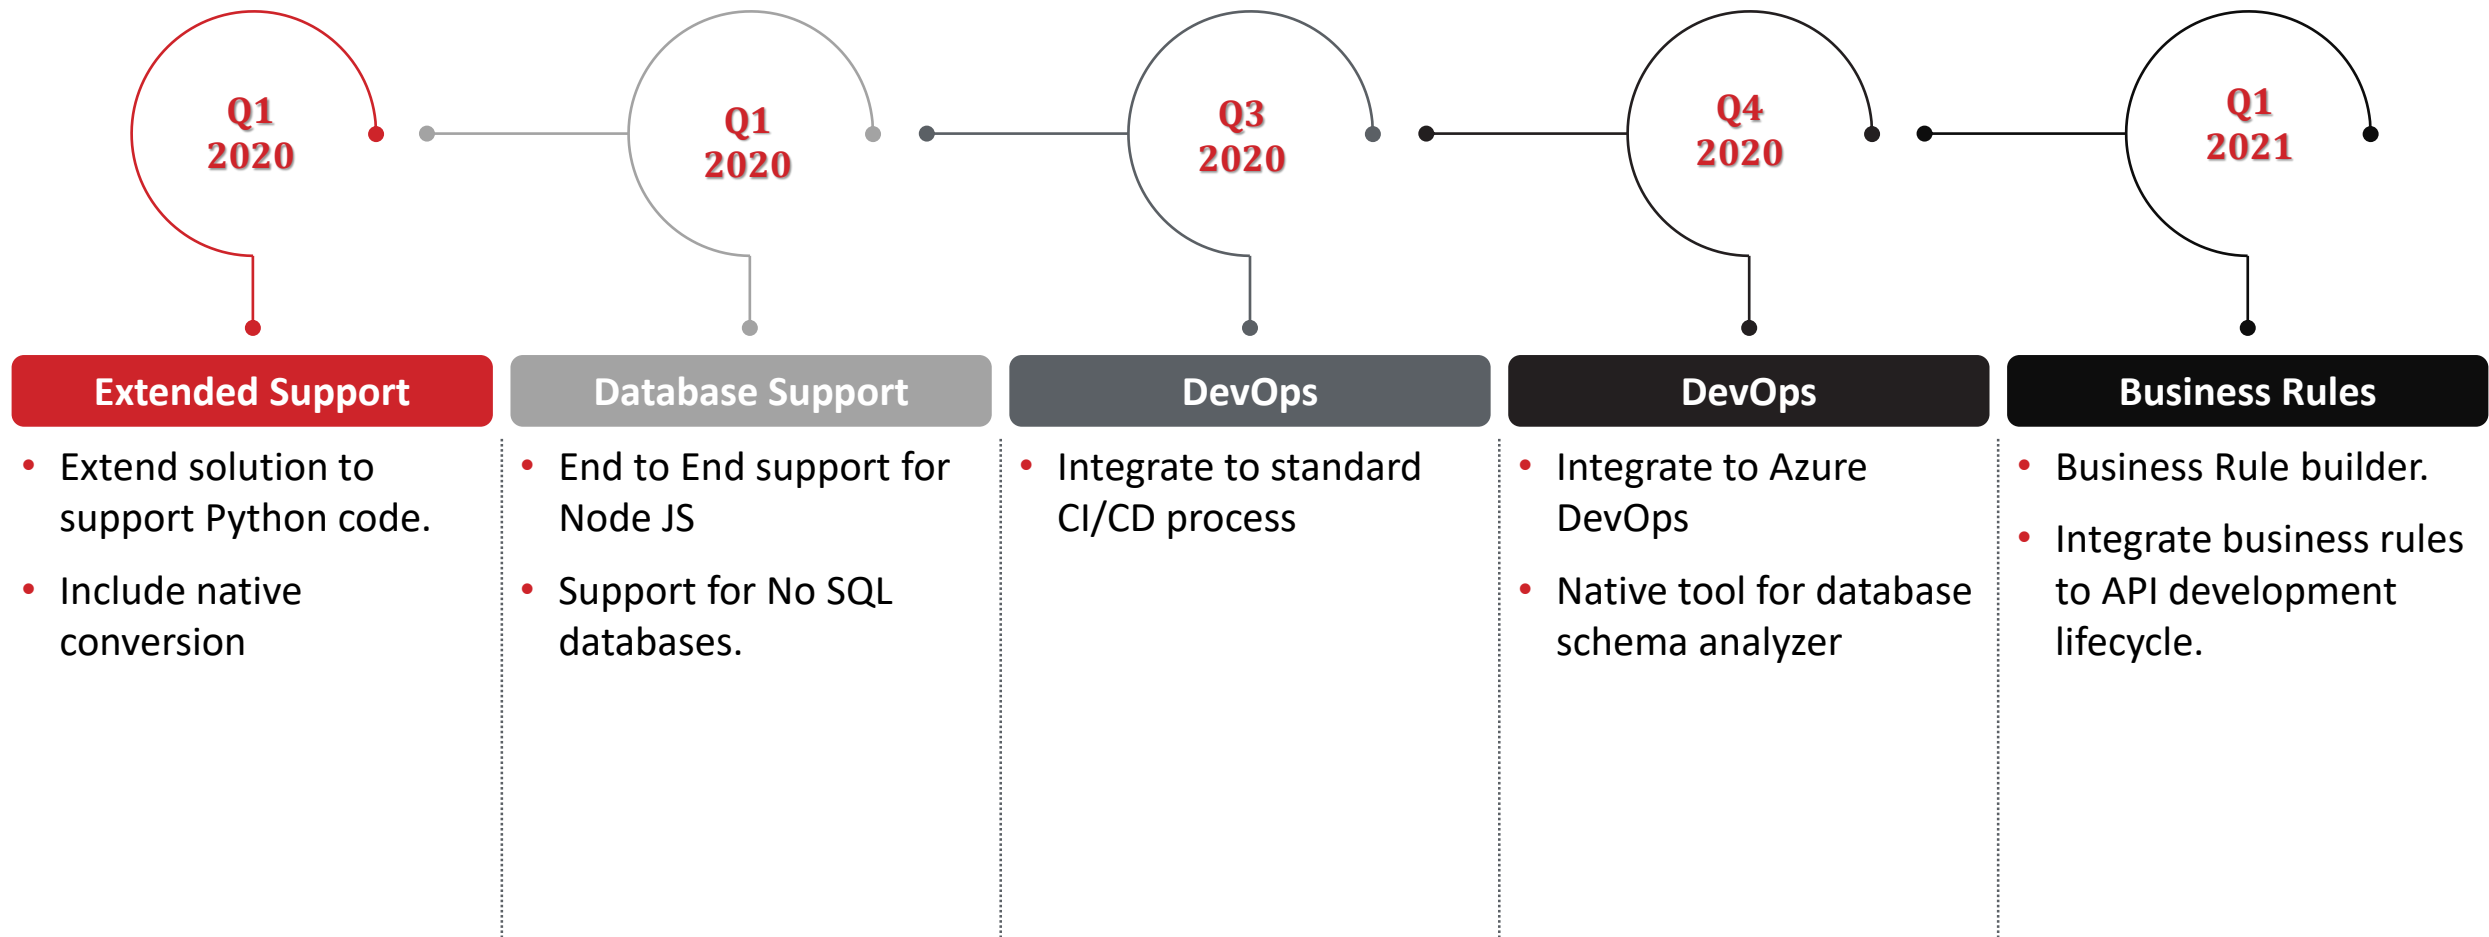 Q1
2020
Q1
2020
Q3
2020
Q4
2020
Q1
2021
Extended Support
• Extend solution to
support Python code.
• Include native
conversion
Database Support
• End to End support for
Node JS
• Support for No SQL
databases.
DevOps
• Integrate to standard
CI/CD process
DevOps
• Integrate to Azure
DevOps
• Native tool for database
schema analyzer
Business Rules
• Business Rule builder.
• Integrate business rules
to API development
lifecycle.